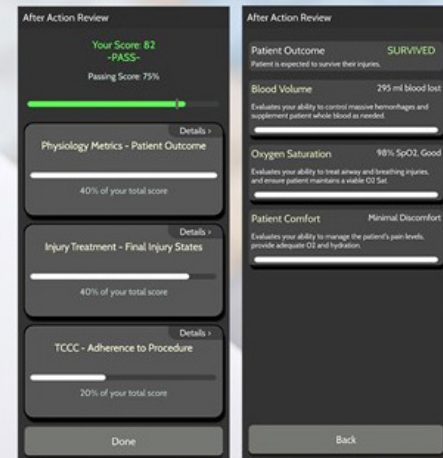 After Action Review
Your Score: 82
-PASS-
Passing Score: 75%
Details >
Physiology Metrics - Patient Outcome
40% of your total score
Details >
Injury Treatment - Final Injury States
40% of your total score
Details >
TCCC - Adherence to Procedure
20% of your total score
Done
After Action Review
Patient Outcome SURVIVED
Patient is expected to survive their injuries.
Blood Volume 295 ml blood lost
Evaluates your ability to control massive hemorrhages and
supplement patient whole blood as needed.
Oxygen Saturation 98% SpO2, Good
Evaluates your ability to treat airway and breathing injuries,
and ensure patient maintains a viable O2 Sat.
Patient Comfort Minimal Discomfort
Evaluates your ability to manage the patient's pain levels,
provide adequate O2 and hydration.
Back